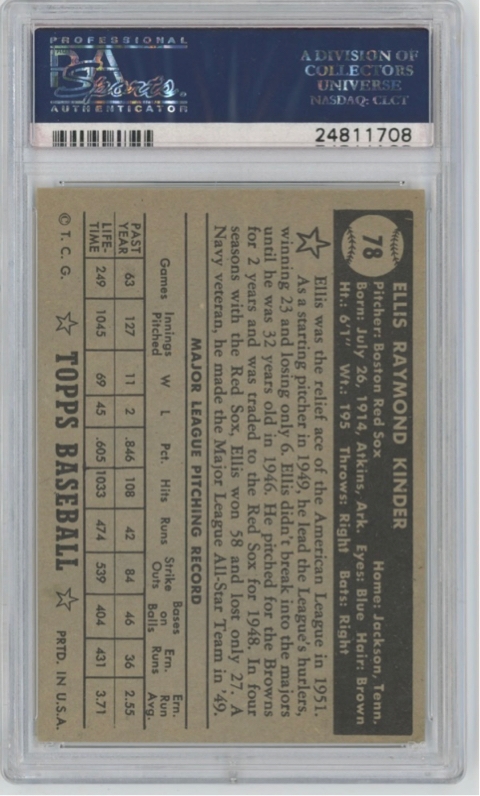 PROFESSIONAL
PSA
Sports
AUTHENTICATOR
A DIVISION OF
COLLECTORS
UNIVERSE
NASDAQ: CLCT
24811708
78
ELLIS RAYMOND KINDER
Pitcher: Boston Red Sox Home: Jackson, Tenn.
Born: July 26, 1914, Atkins, Ark. Eyes: Blue Hair: Brown
Ht.: 6'1" Wt.: 195 Throws: Right Bats: Right
Ellis was the relief ace of the American League in 1951.
As a starting pitcher in 1949, he lead the League's hurlers,
winning 23 and losing only 6. Ellis didn't break into the majors
until he was 32 years old in 1946. He pitched for the Browns
for 2 years and was traded to the Red Sox for 1948. In four
seasons with the Red Sox, Ellis won 58 and lost only 27. A
Navy veteran, he made the Major League All-Star Team in '49.
MAJOR LEAGUE PITCHING RECORD
Games Innings Pitched W L Pct. Hits Runs Strike Outs Bases on Balls Ern. Runs Ern. Run Avg.
PAST YEAR 63 127 11 2 .846 108 42 84 46 36 2.55
LIFE-TIME 249 1045 69 45 .605 1033 474 539 404 431 3.71
© T. C. G. ☆ TOPPS BASEBALL ☆ PRTD. IN U.S.A.